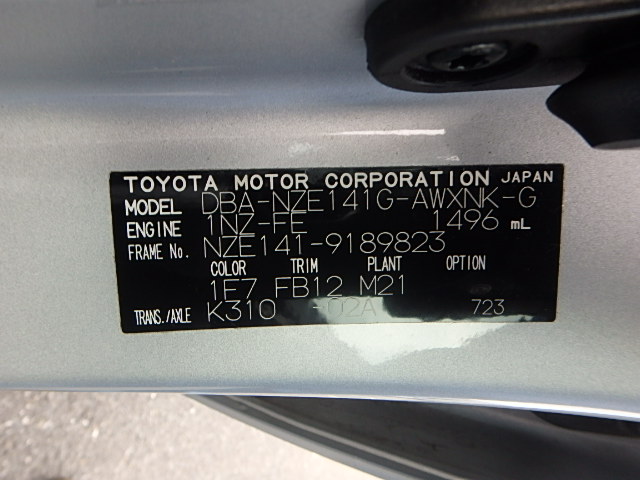 TOYOTA MOTOR CORPORATION JAPAN
MODEL DBA-NZE141G-AWXNK-G
ENGINE 1NZ-FE 1496 mL
FRAME No. NZE141-9189823
COLOR TRIM PLANT OPTION
1E7 FB12 M21
TRANS./AXLE K310 -02A 723